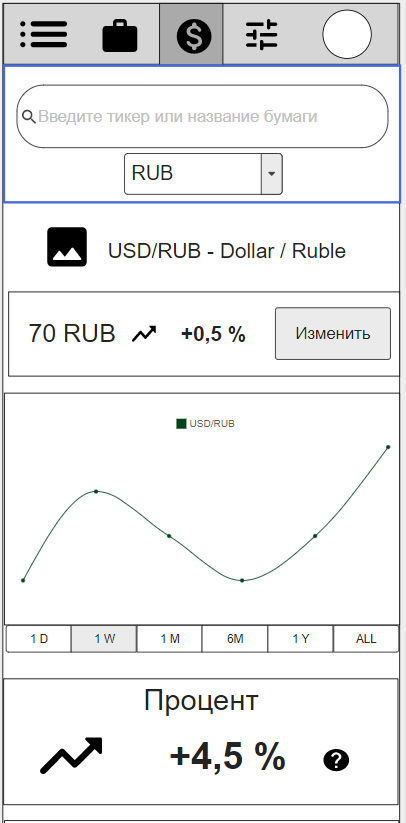 $
Введите тикер или название бумаги
RUB
USD/RUB - Dollar / Ruble
70 RUB +0,5 % Изменить
USD/RUB
1 D 1 W 1 M 6M 1 Y ALL
Процент
+4,5 % ?